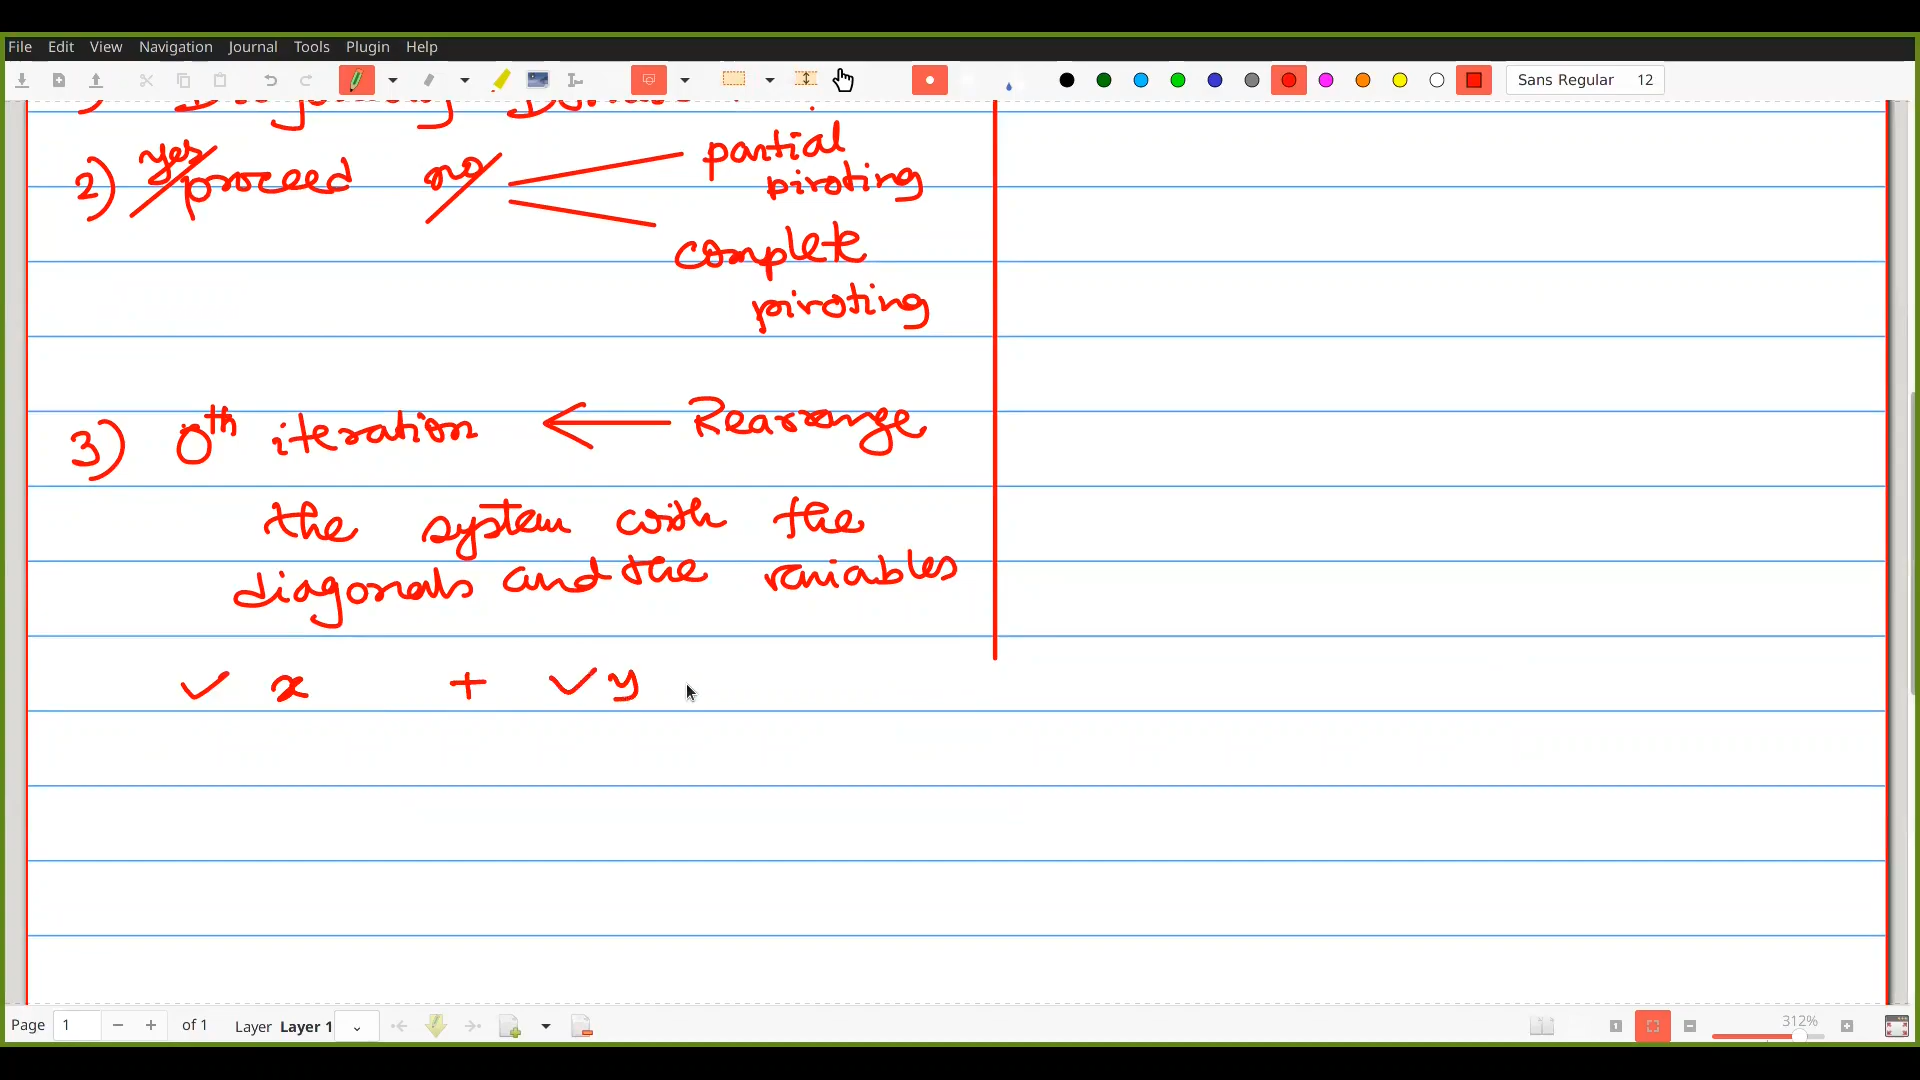 File Edit View Navigation Journal Tools Plugin Help
Sans Regular 12
2) yes/proceed no/ partial
pivoting
complete
pivoting
3) 0th iteration ← Rearrange
the system with the
diagonals and the variables
✓ x + ✓ y
Page 1 of 1 Layer Layer 1 312%